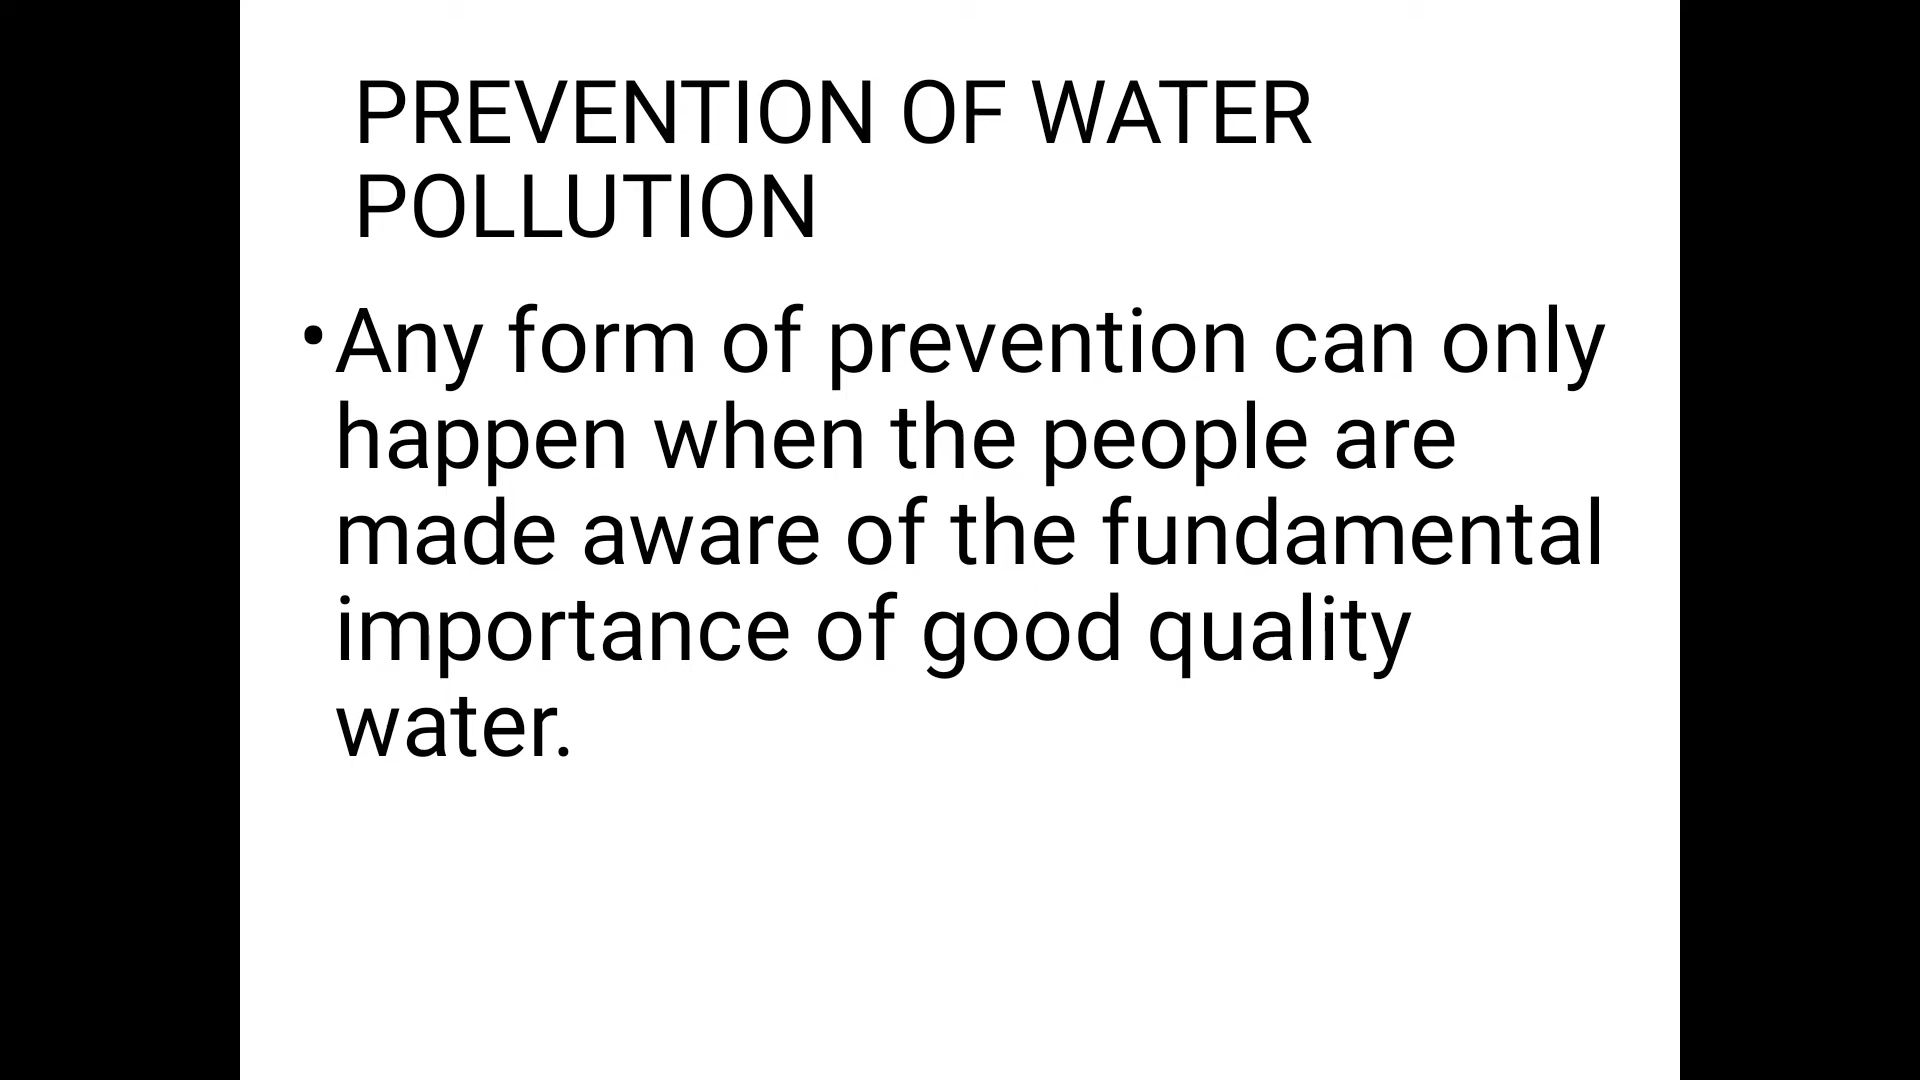 PREVENTION OF WATER
POLLUTION
•Any form of prevention can only
happen when the people are
made aware of the fundamental
importance of good quality
water.